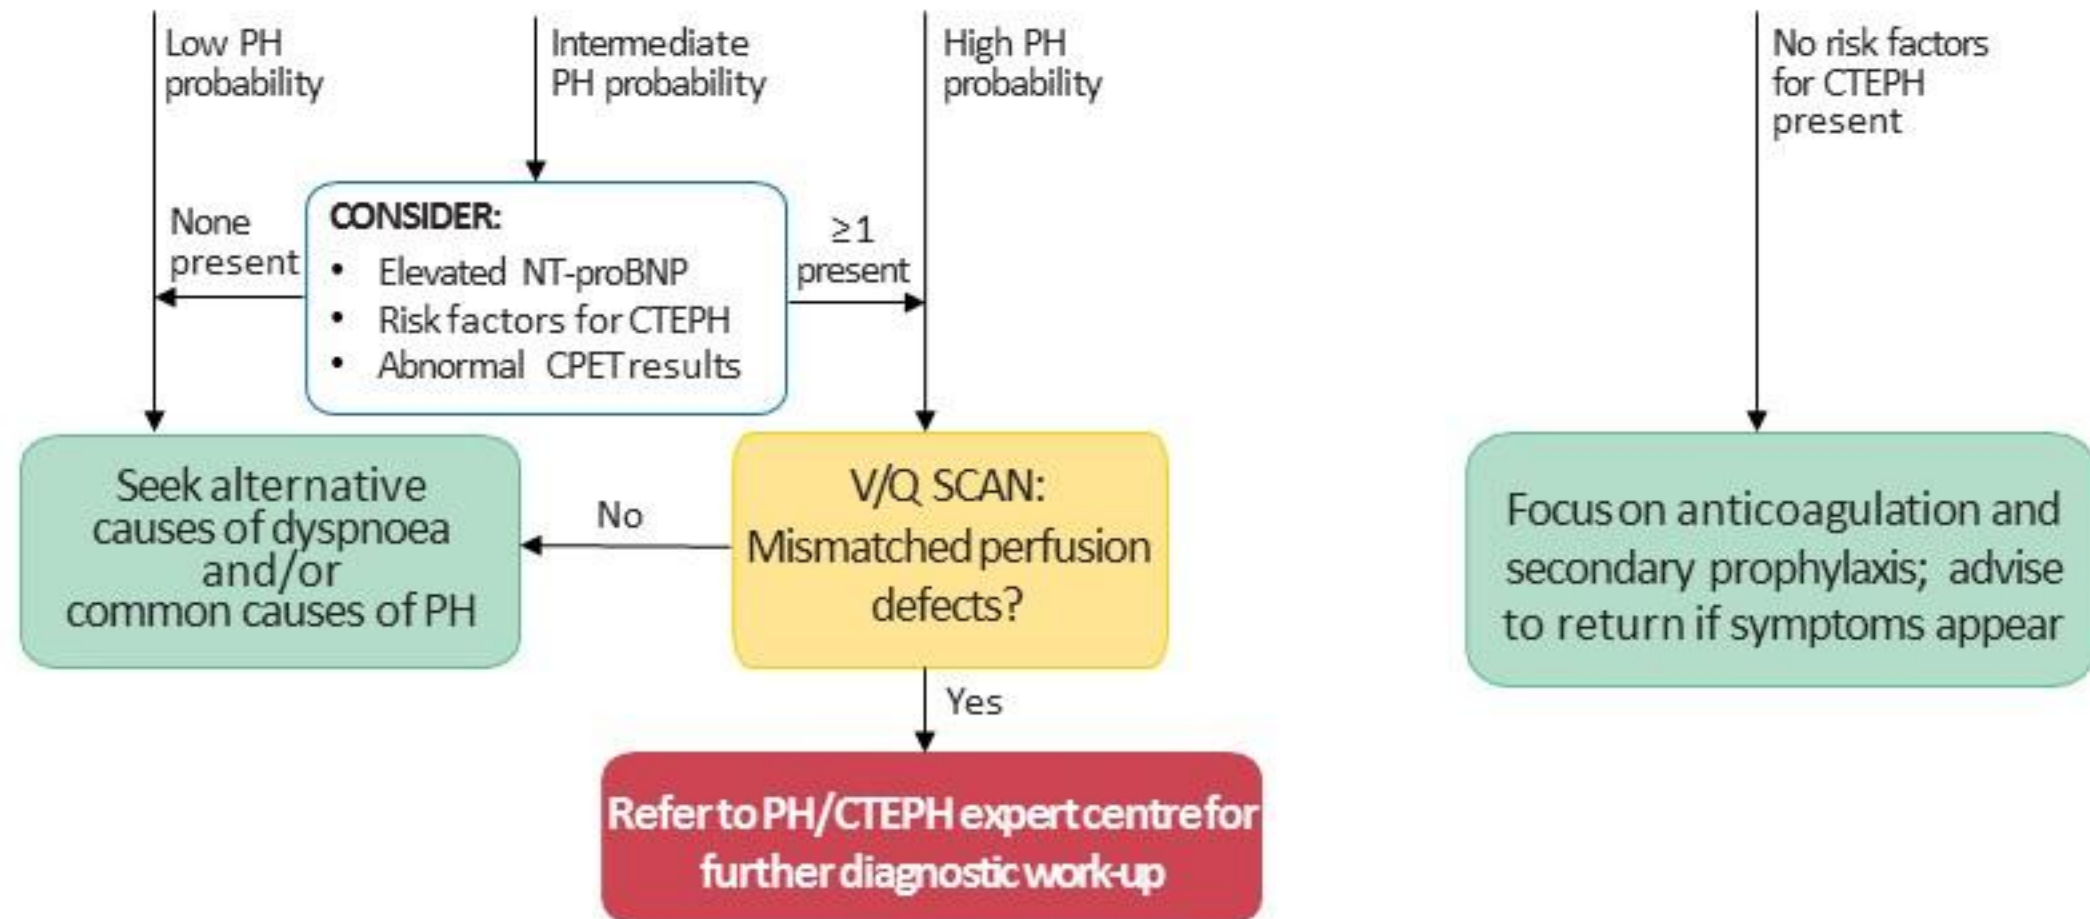 Low PH
probability
Intermediate
PH probability
High PH
probability
No risk factors
for CTEPH
present
None
present
CONSIDER:
• Elevated NT-proBNP
• Risk factors for CTEPH
• Abnormal CPET results
≥1
present
Seek alternative
causes of dyspnoea
and/or
common causes of PH
No
V/Q SCAN:
Mismatched perfusion
defects?
Focus on anticoagulation and
secondary prophylaxis; advise
to return if symptoms appear
Yes
Refer to PH/CTEPH expert centre for
further diagnostic work-up